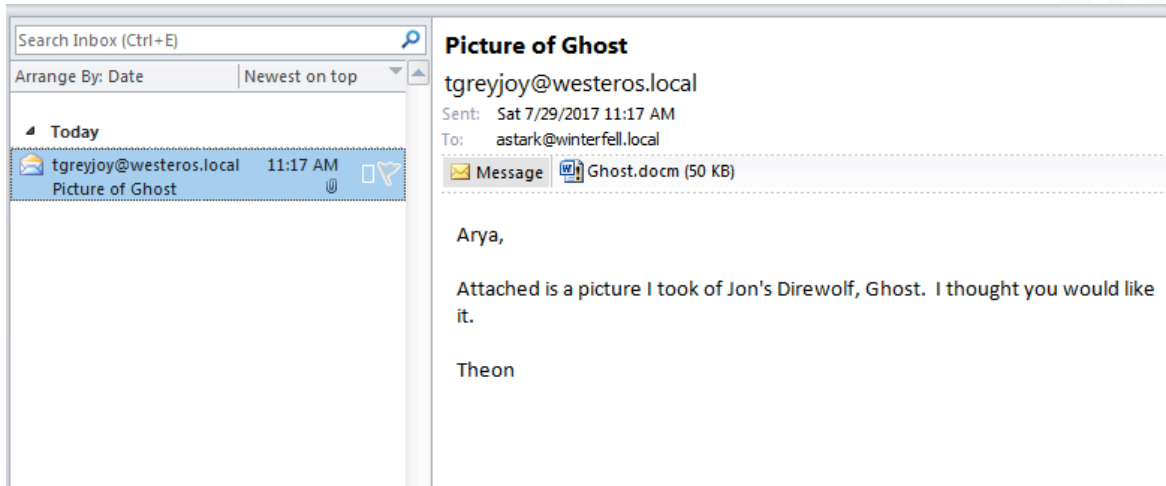 Search Inbox (Ctrl+E)
Arrange By: Date Newest on top
Today
tgreyjoy@westeros.local 11:17 AM
Picture of Ghost
Picture of Ghost
tgreyjoy@westeros.local
Sent: Sat 7/29/2017 11:17 AM
To: astark@winterfell.local
Message Ghost.docm (50 KB)
Arya,
Attached is a picture I took of Jon's Direwolf, Ghost. I thought you would like
it.
Theon